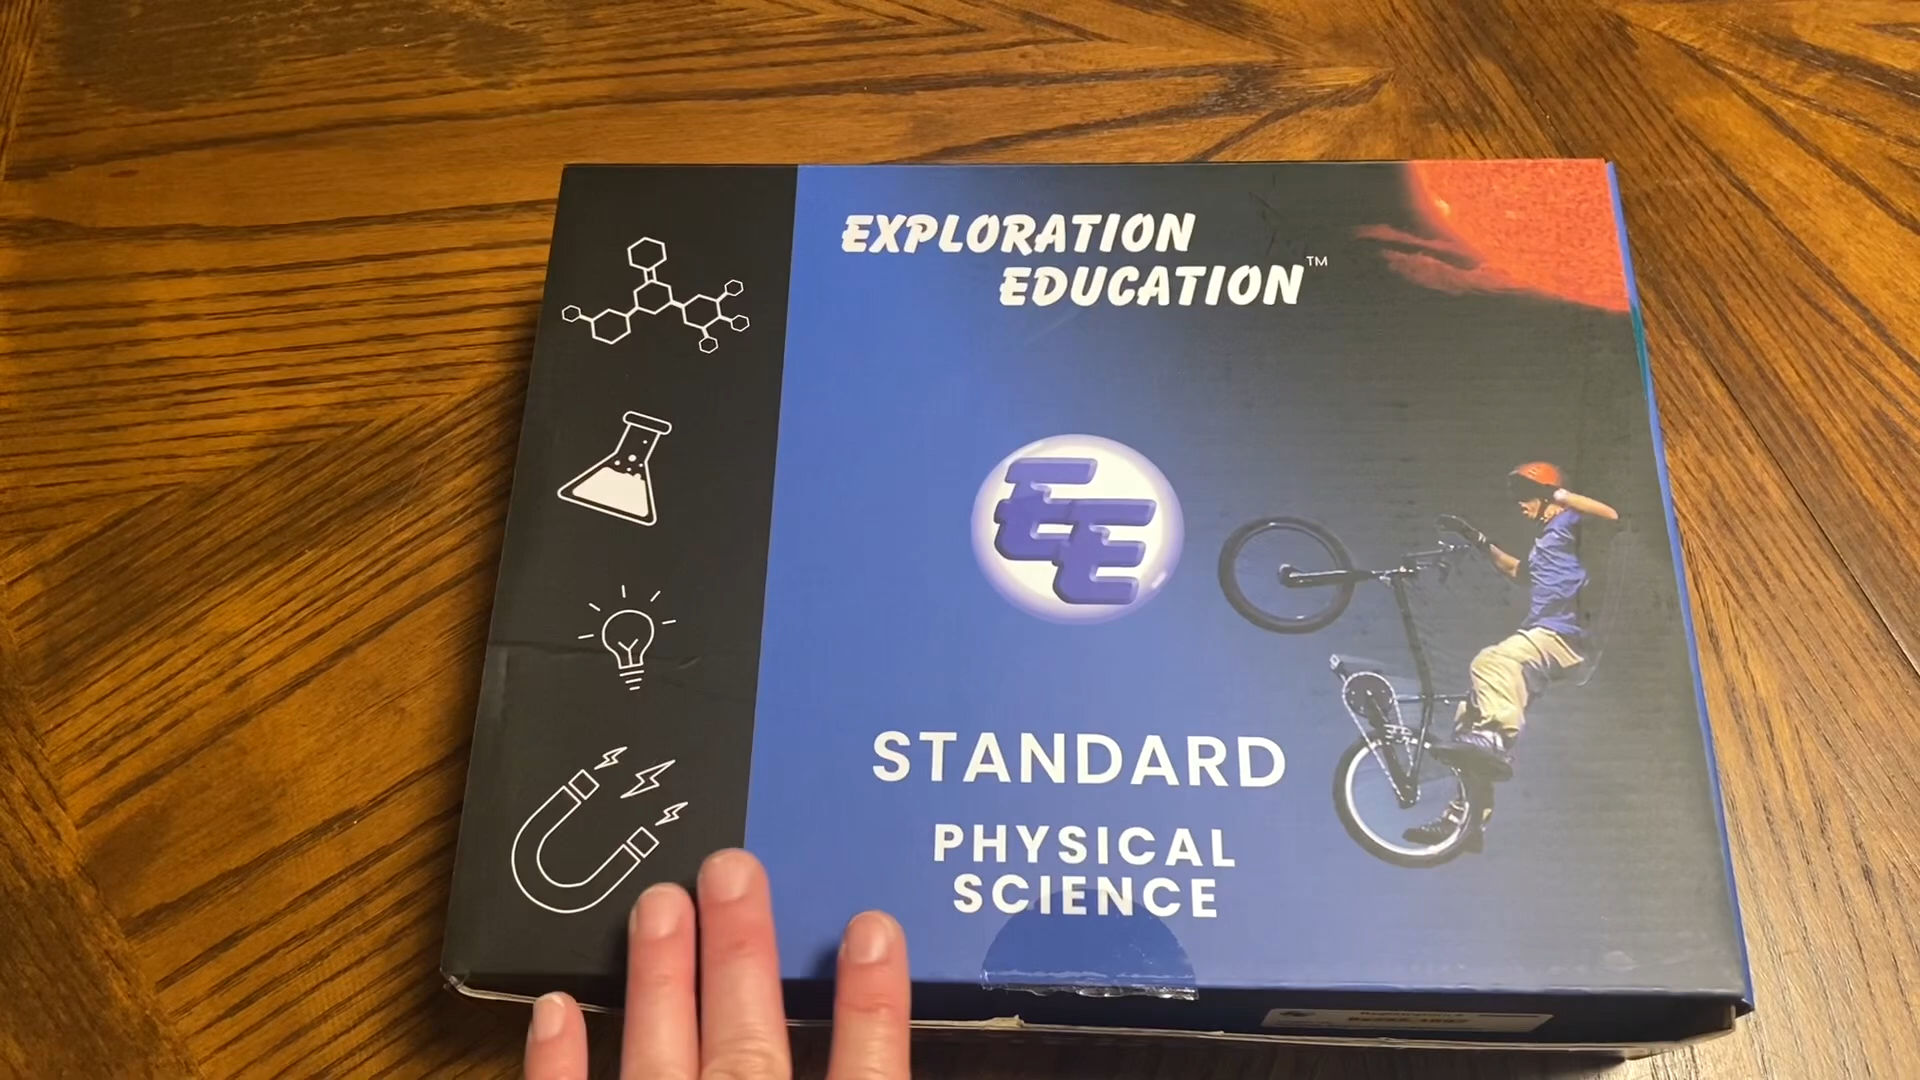 EXPLORATION
EDUCATION™
EE
STANDARD
PHYSICAL
SCIENCE